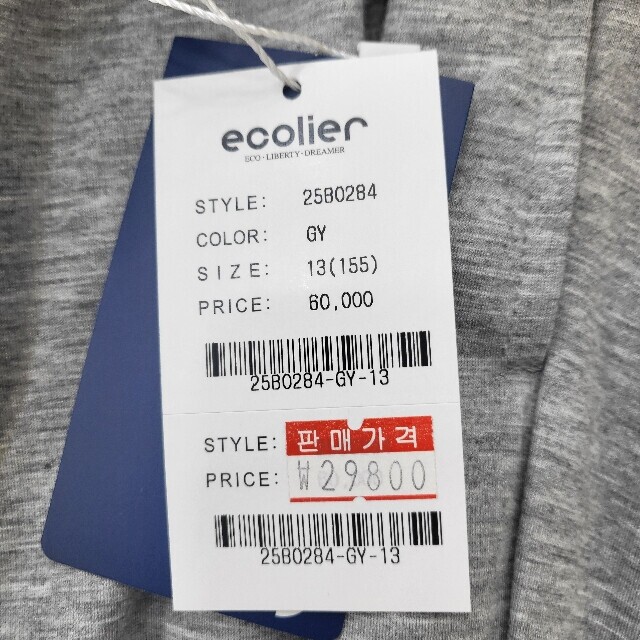 ecolier
ECO·LIBERTY·DREAMER
STYLE: 25B0284
COLOR: GY
SIZE: 13(155)
PRICE: 60,000
25B0284-GY-13
STYLE: 판매가격
PRICE: ₩29800
25B0284-GY-13